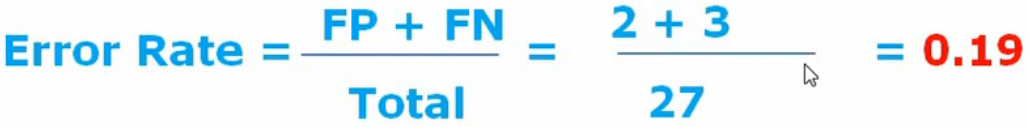 Error Rate = FP + FN / Total = 2 + 3 / 27 = 0.19